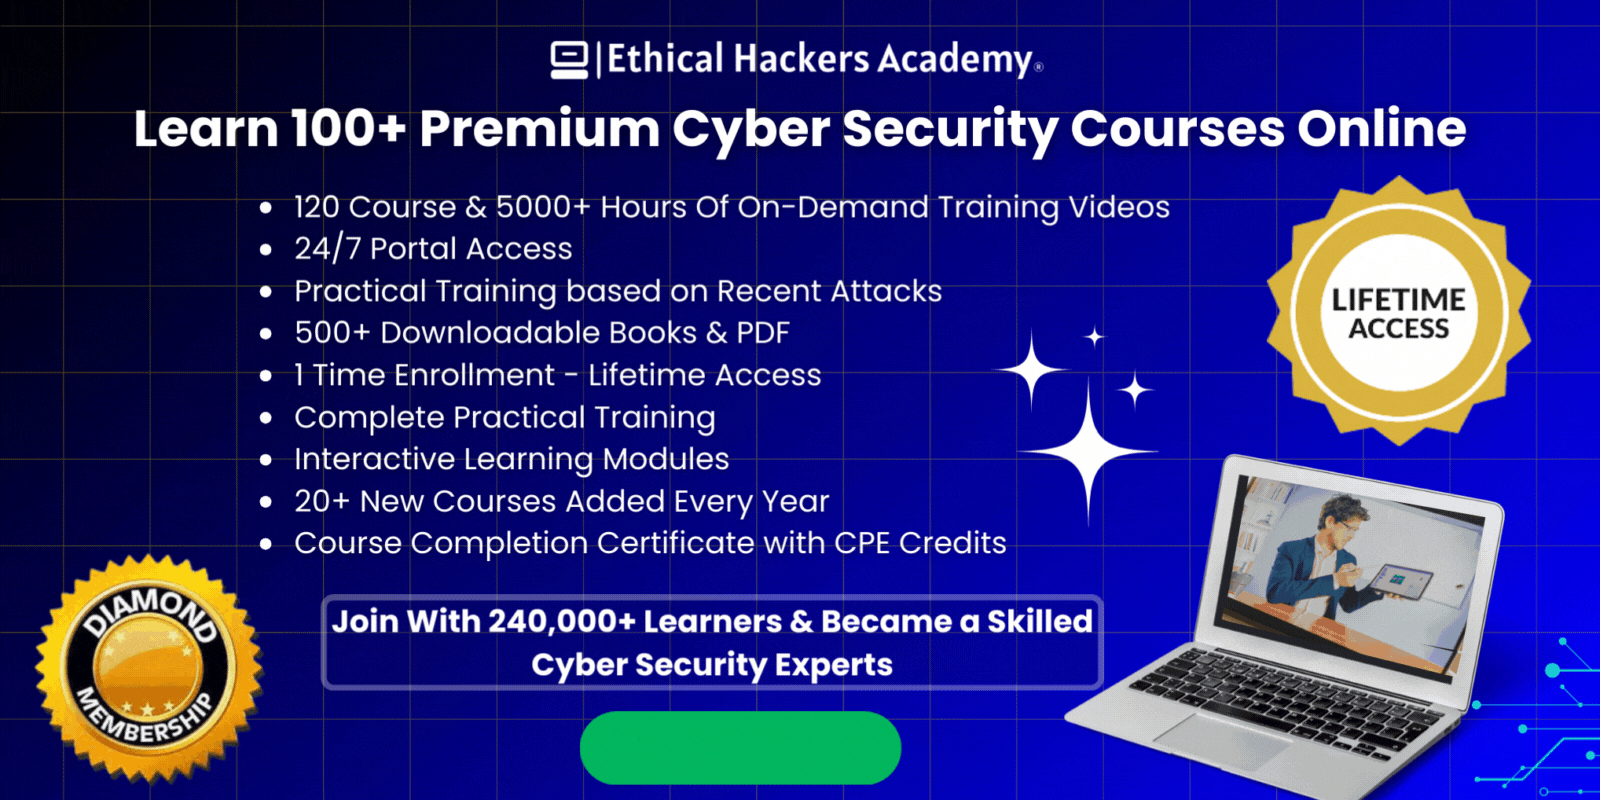 |Ethical Hackers Academy®
Learn 100+ Premium Cyber Security Courses Online
• 120 Course & 5000+ Hours Of On-Demand Training Videos
• 24/7 Portal Access
• Practical Training based on Recent Attacks
• 500+ Downloadable Books & PDF
• 1 Time Enrollment - Lifetime Access
• Complete Practical Training
• Interactive Learning Modules
• 20+ New Courses Added Every Year
• Course Completion Certificate with CPE Credits
LIFETIME
ACCESS
DIAMOND
MEMBERSHIP
Join With 240,000+ Learners & Became a Skilled
Cyber Security Experts